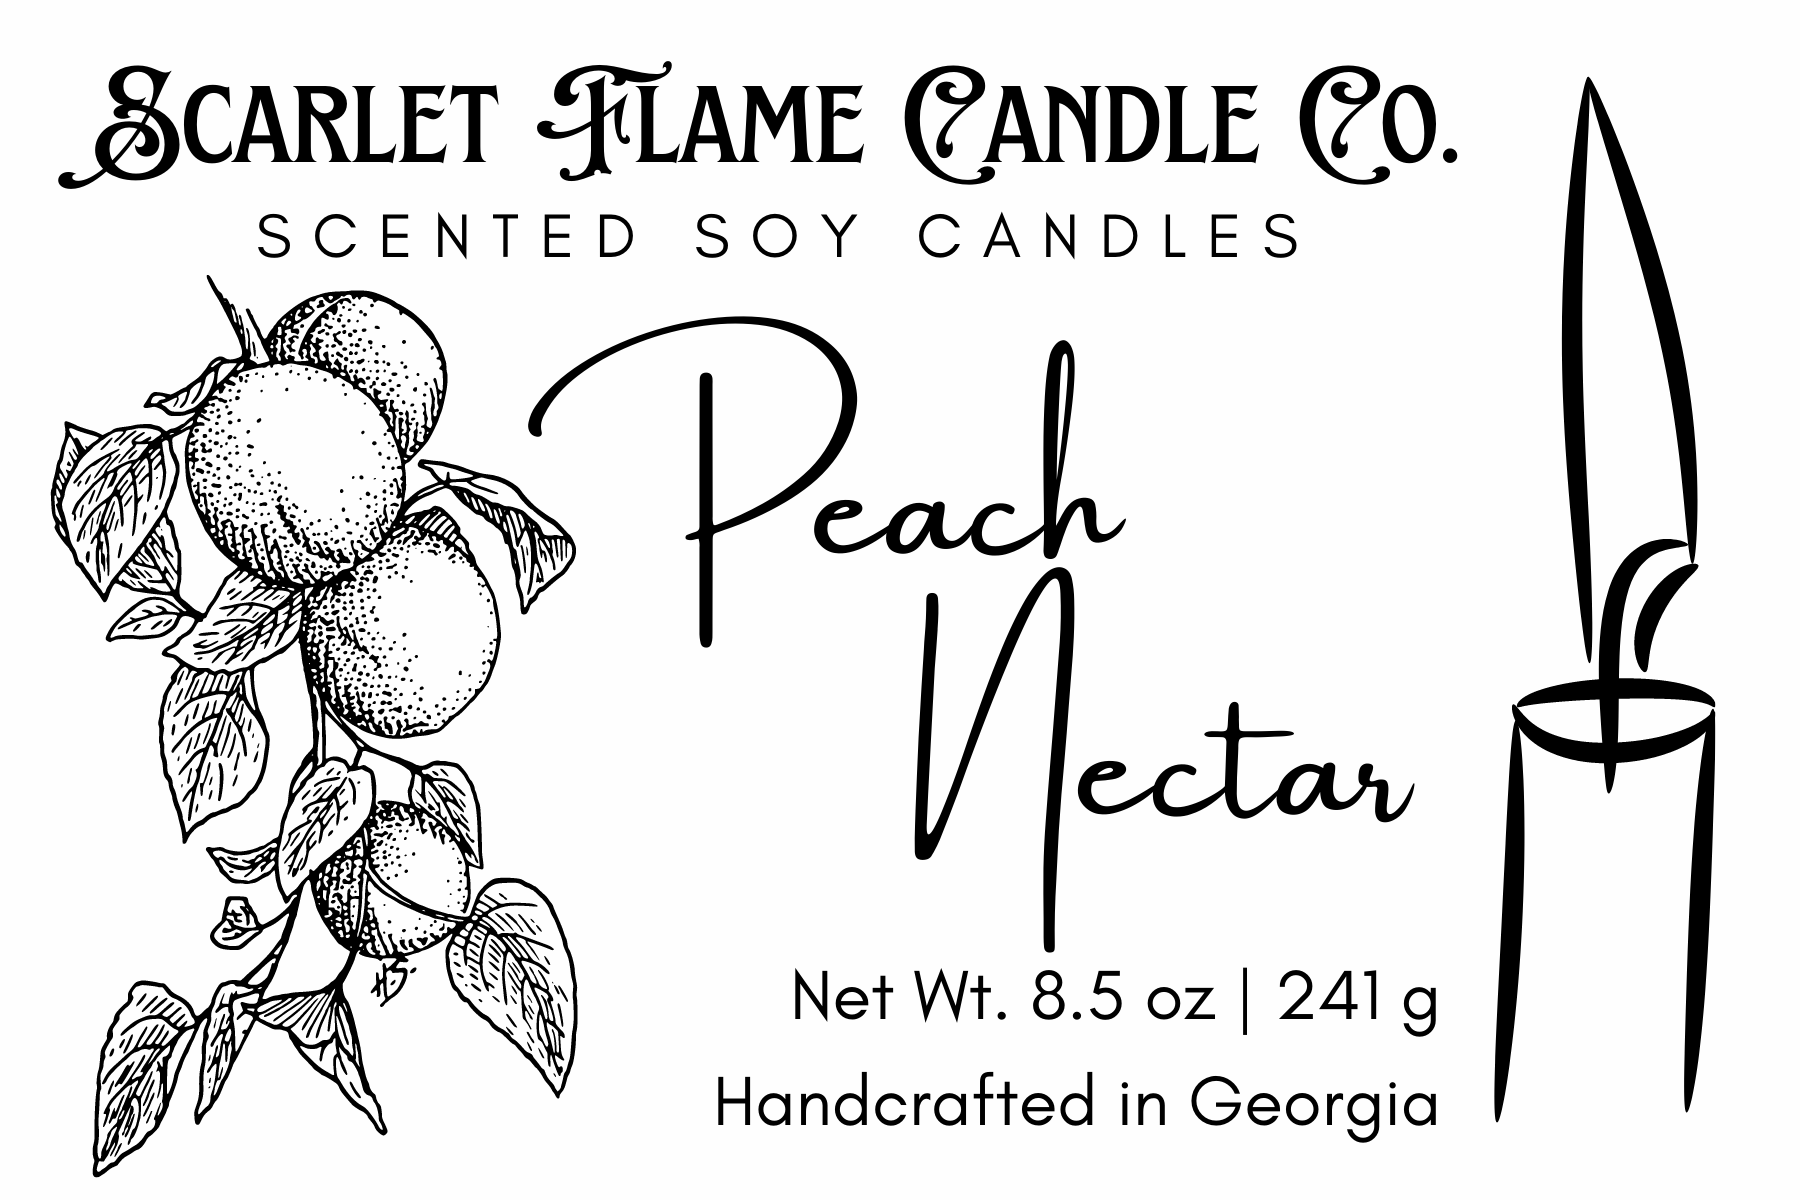 Scarlet Flame Candle Co.
SCENTED SOY CANDLES
Peach
Nectar
Net Wt. 8.5 oz | 241 g
Handcrafted in Georgia